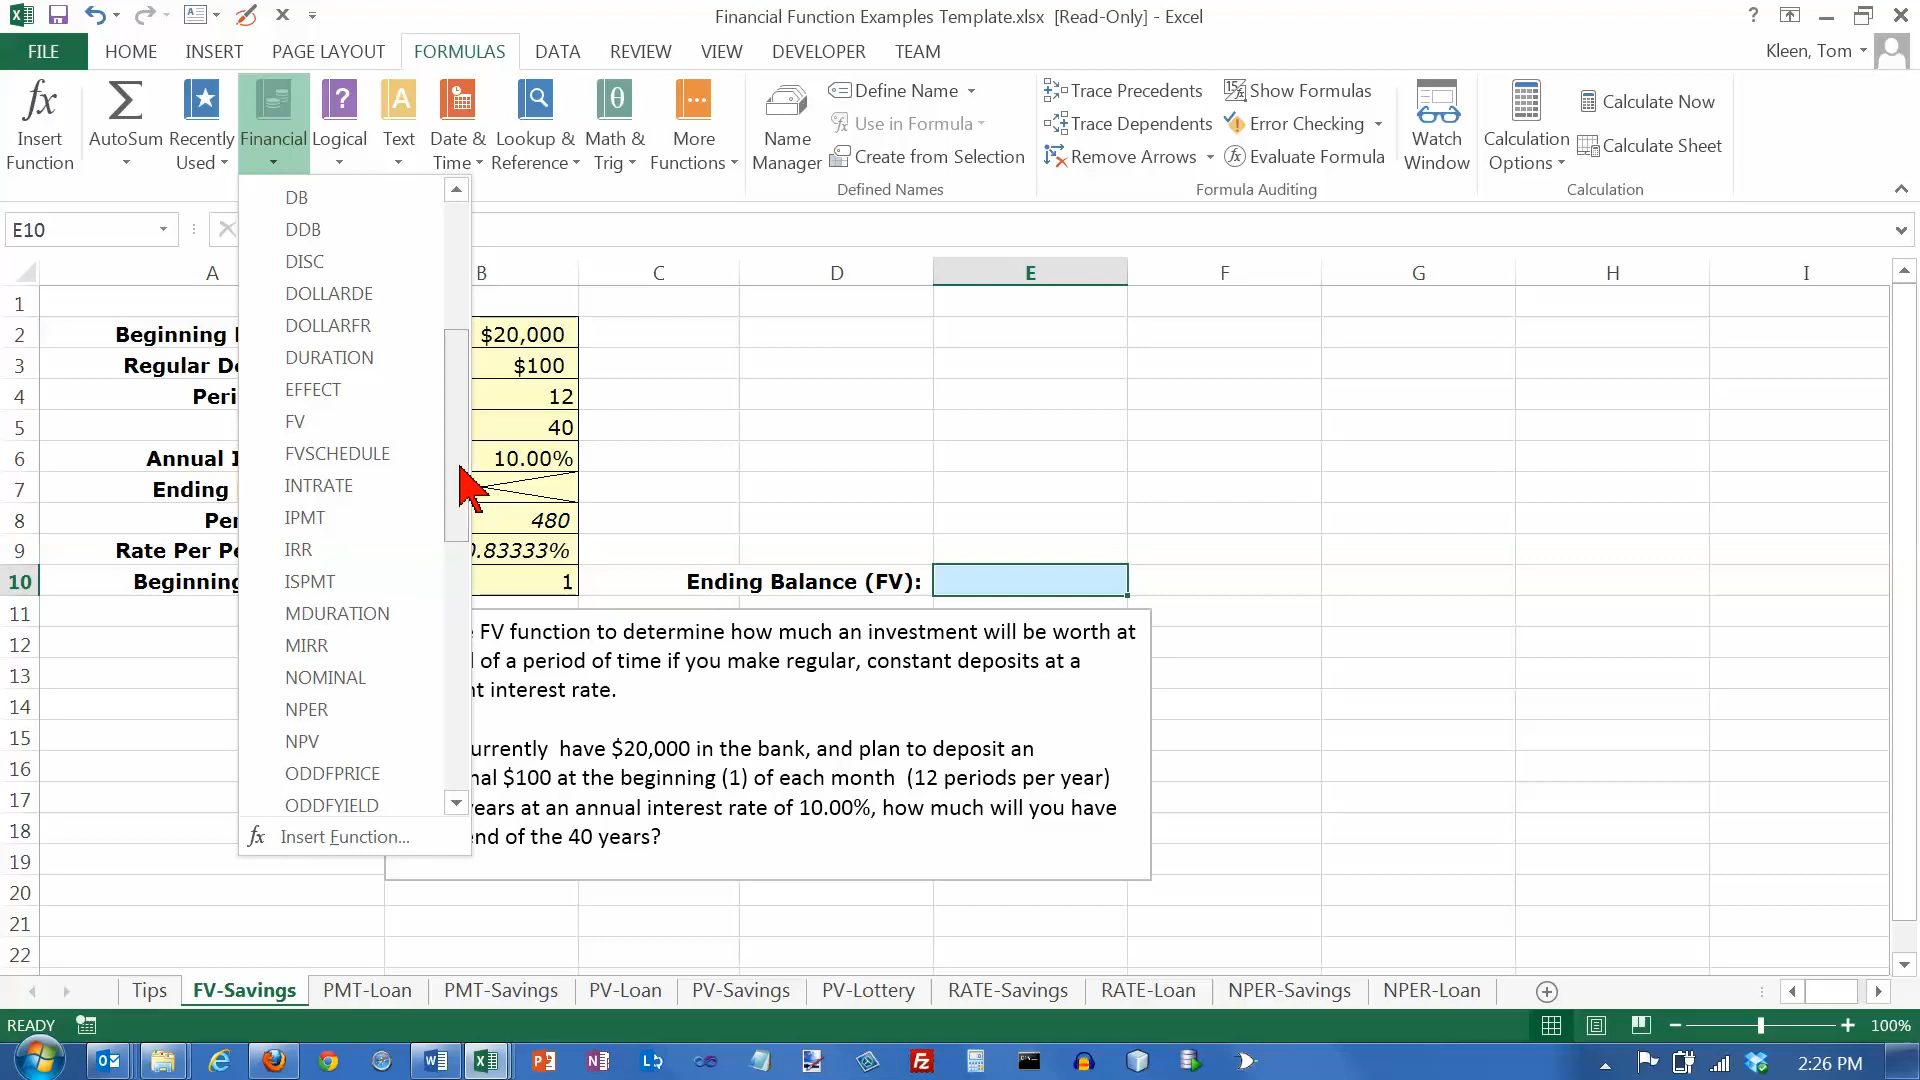 Financial Function Examples Template.xlsx [Read-Only] - Excel
FILE HOME INSERT PAGE LAYOUT FORMULAS DATA REVIEW VIEW DEVELOPER TEAM Kleen, Tom
Insert Function
AutoSum
Recently Used
Financial
Logical
Text
Date & Time
Lookup & Reference
Math & Trig
More Functions
Name Manager
Define Name
Use in Formula
Create from Selection
Defined Names
Trace Precedents
Trace Dependents
Remove Arrows
Show Formulas
Error Checking
Evaluate Formula
Formula Auditing
Watch Window
Calculation Options
Calculate Now
Calculate Sheet
Calculation
E10
DB
DDB
DISC
DOLLARDE
DOLLARFR
DURATION
EFFECT
FV
FVSCHEDULE
INTRATE
IPMT
IRR
ISPMT
MDURATION
MIRR
NOMINAL
NPER
NPV
ODDFPRICE
ODDFYIELD
fx Insert Function...
A B C D E F G H I
1
2 Beginning $20,000
3 Regular $100
4 12
5 40
6 Annual 10.00%
7 Ending
8 480
9 Rate Per .83333%
10 Beginning 1 Ending Balance (FV):
11
12
13
14
15
16
17
18
19
20
21
22
FV function to determine how much an investment will be worth at
of a period of time if you make regular, constant deposits at a
interest rate.
have $20,000 in the bank, and plan to deposit an
$100 at the beginning (1) of each month (12 periods per year)
at an annual interest rate of 10.00%, how much will you have
of the 40 years?
Tips FV-Savings PMT-Loan PMT-Savings PV-Loan PV-Savings PV-Lottery RATE-Savings RATE-Loan NPER-Savings NPER-Loan
READY 100%
2:26 PM